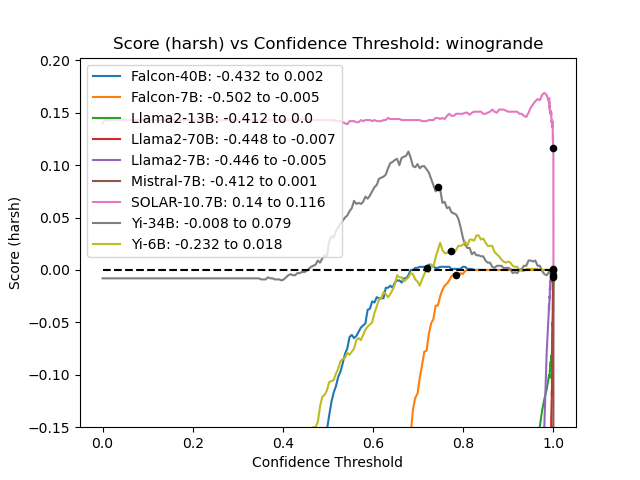 Score (harsh) vs Confidence Threshold: winogrande
Score (harsh)
0.20
0.15
0.10
0.05
0.00
−0.05
−0.10
−0.15
Falcon-40B: -0.432 to 0.002
Falcon-7B: -0.502 to -0.005
Llama2-13B: -0.412 to 0.0
Llama2-70B: -0.448 to -0.007
Llama2-7B: -0.446 to -0.005
Mistral-7B: -0.412 to 0.001
SOLAR-10.7B: 0.14 to 0.116
Yi-34B: -0.008 to 0.079
Yi-6B: -0.232 to 0.018
0.0 0.2 0.4 0.6 0.8 1.0
Confidence Threshold